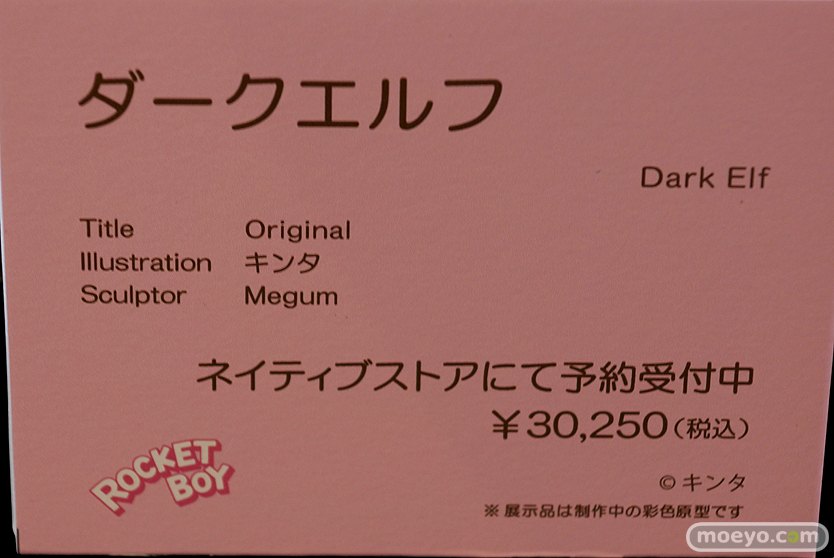 ダークエルフ
Dark Elf
Title Original
Illustration キンタ
Sculptor Megum
ネイティブストアにて予約受付中
￥30,250(税込)
ROCKET
BOY
© キンタ
※ 展示品は制作中の彩色原型です
moeyo.com